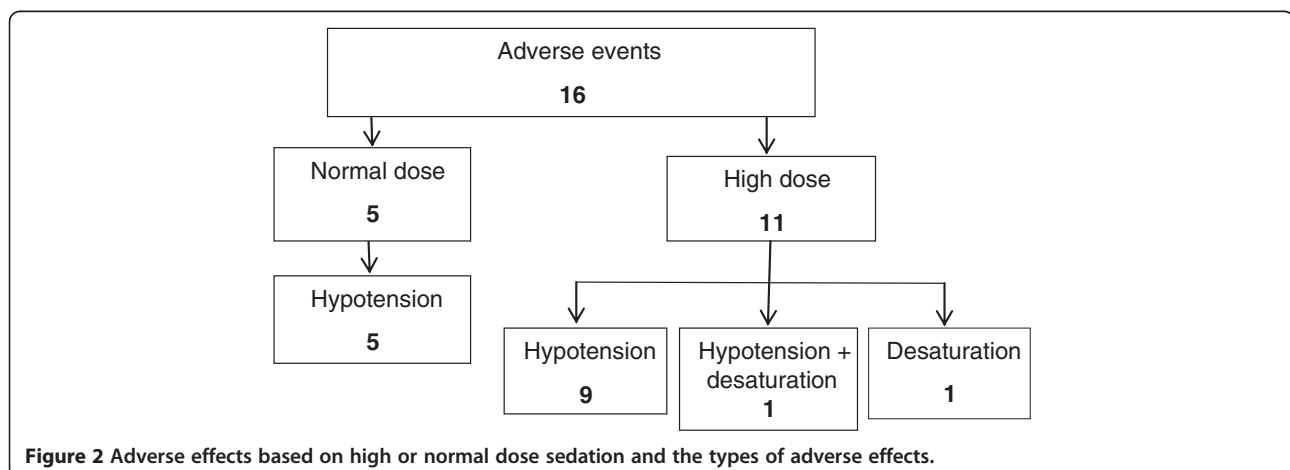 Adverse events
16
Normal dose
5
High dose
11
Hypotension
5
Hypotension
9
Hypotension +
desaturation
1
Desaturation
1
Figure 2 Adverse effects based on high or normal dose sedation and the types of adverse effects.